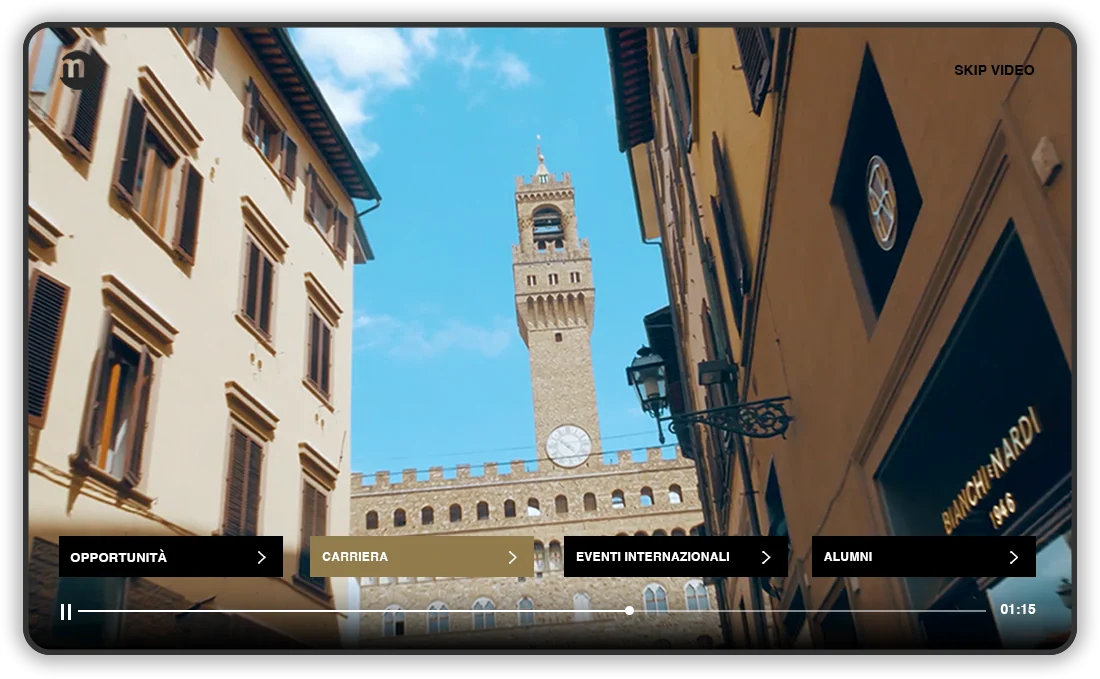 m
SKIP VIDEO
BIANCHI E NARDI
1946
OPPORTUNITÀ
CARRIERA
EVENTI INTERNAZIONALI
ALUMNI
01:15